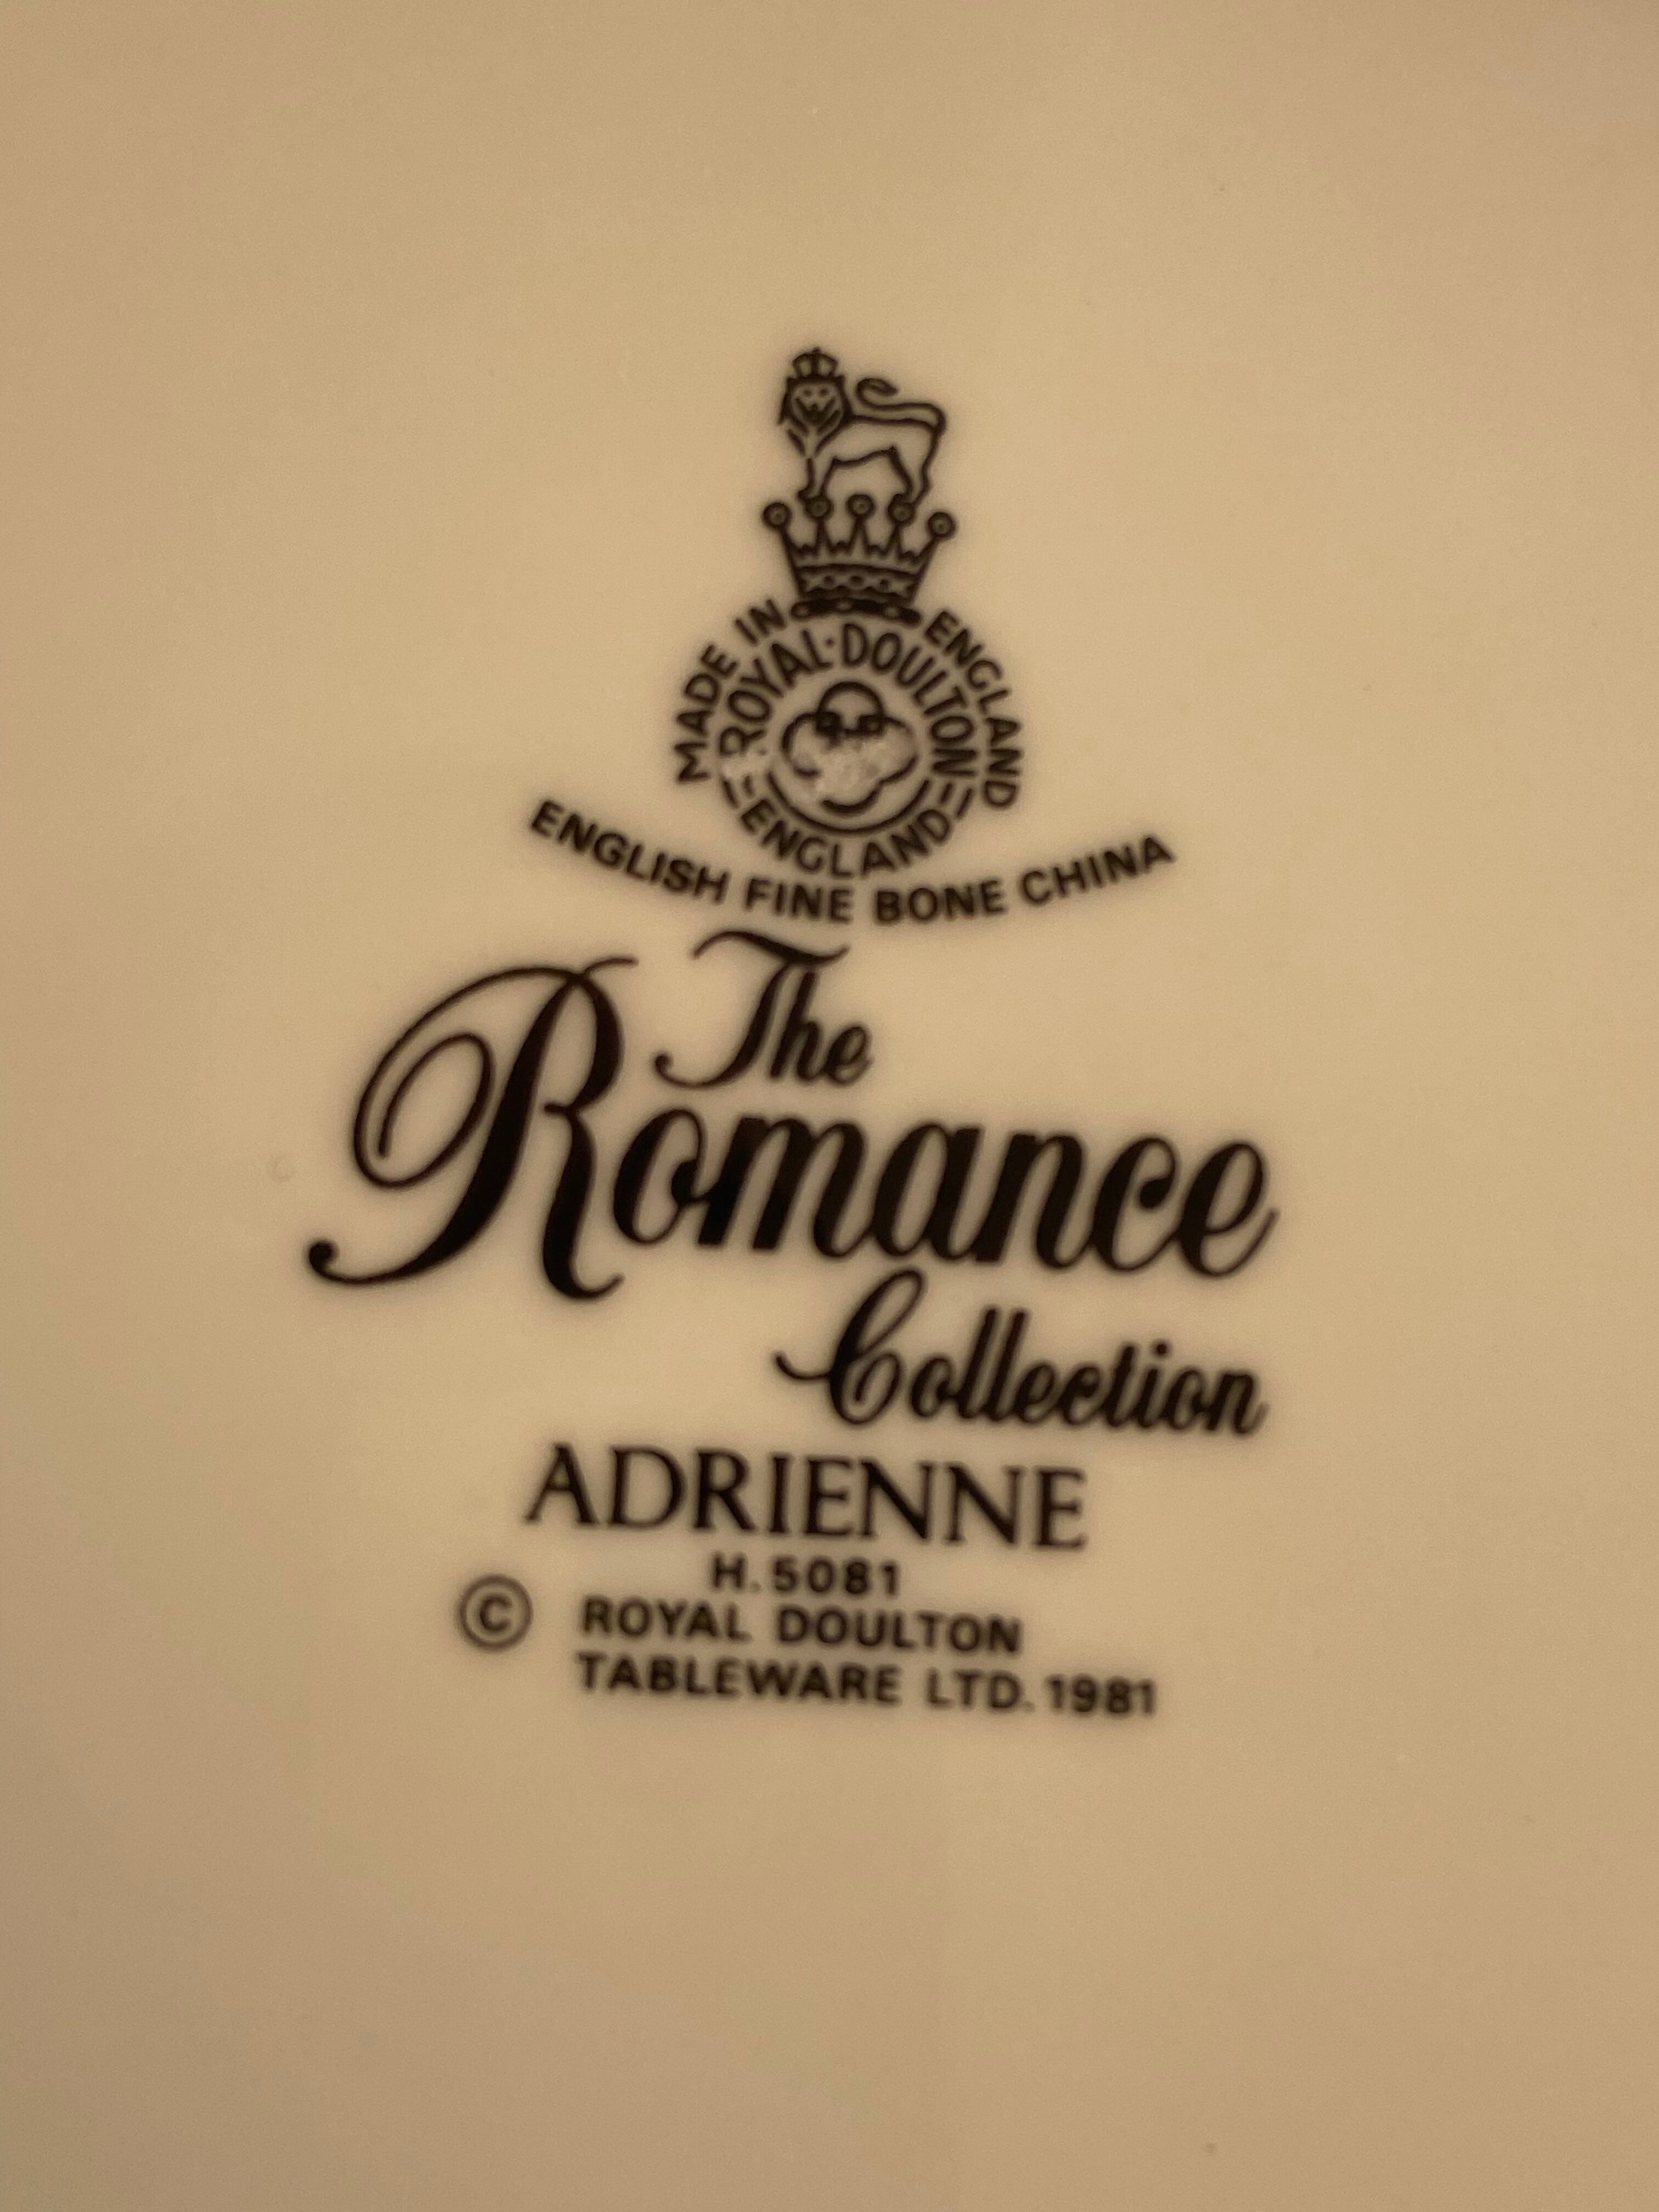 MADE IN ENGLAND
ROYAL·DOULTON
ENGLAND
ENGLISH FINE BONE CHINA
The
Romance
Collection
ADRIENNE
H.5081
© ROYAL DOULTON
TABLEWARE LTD. 1981